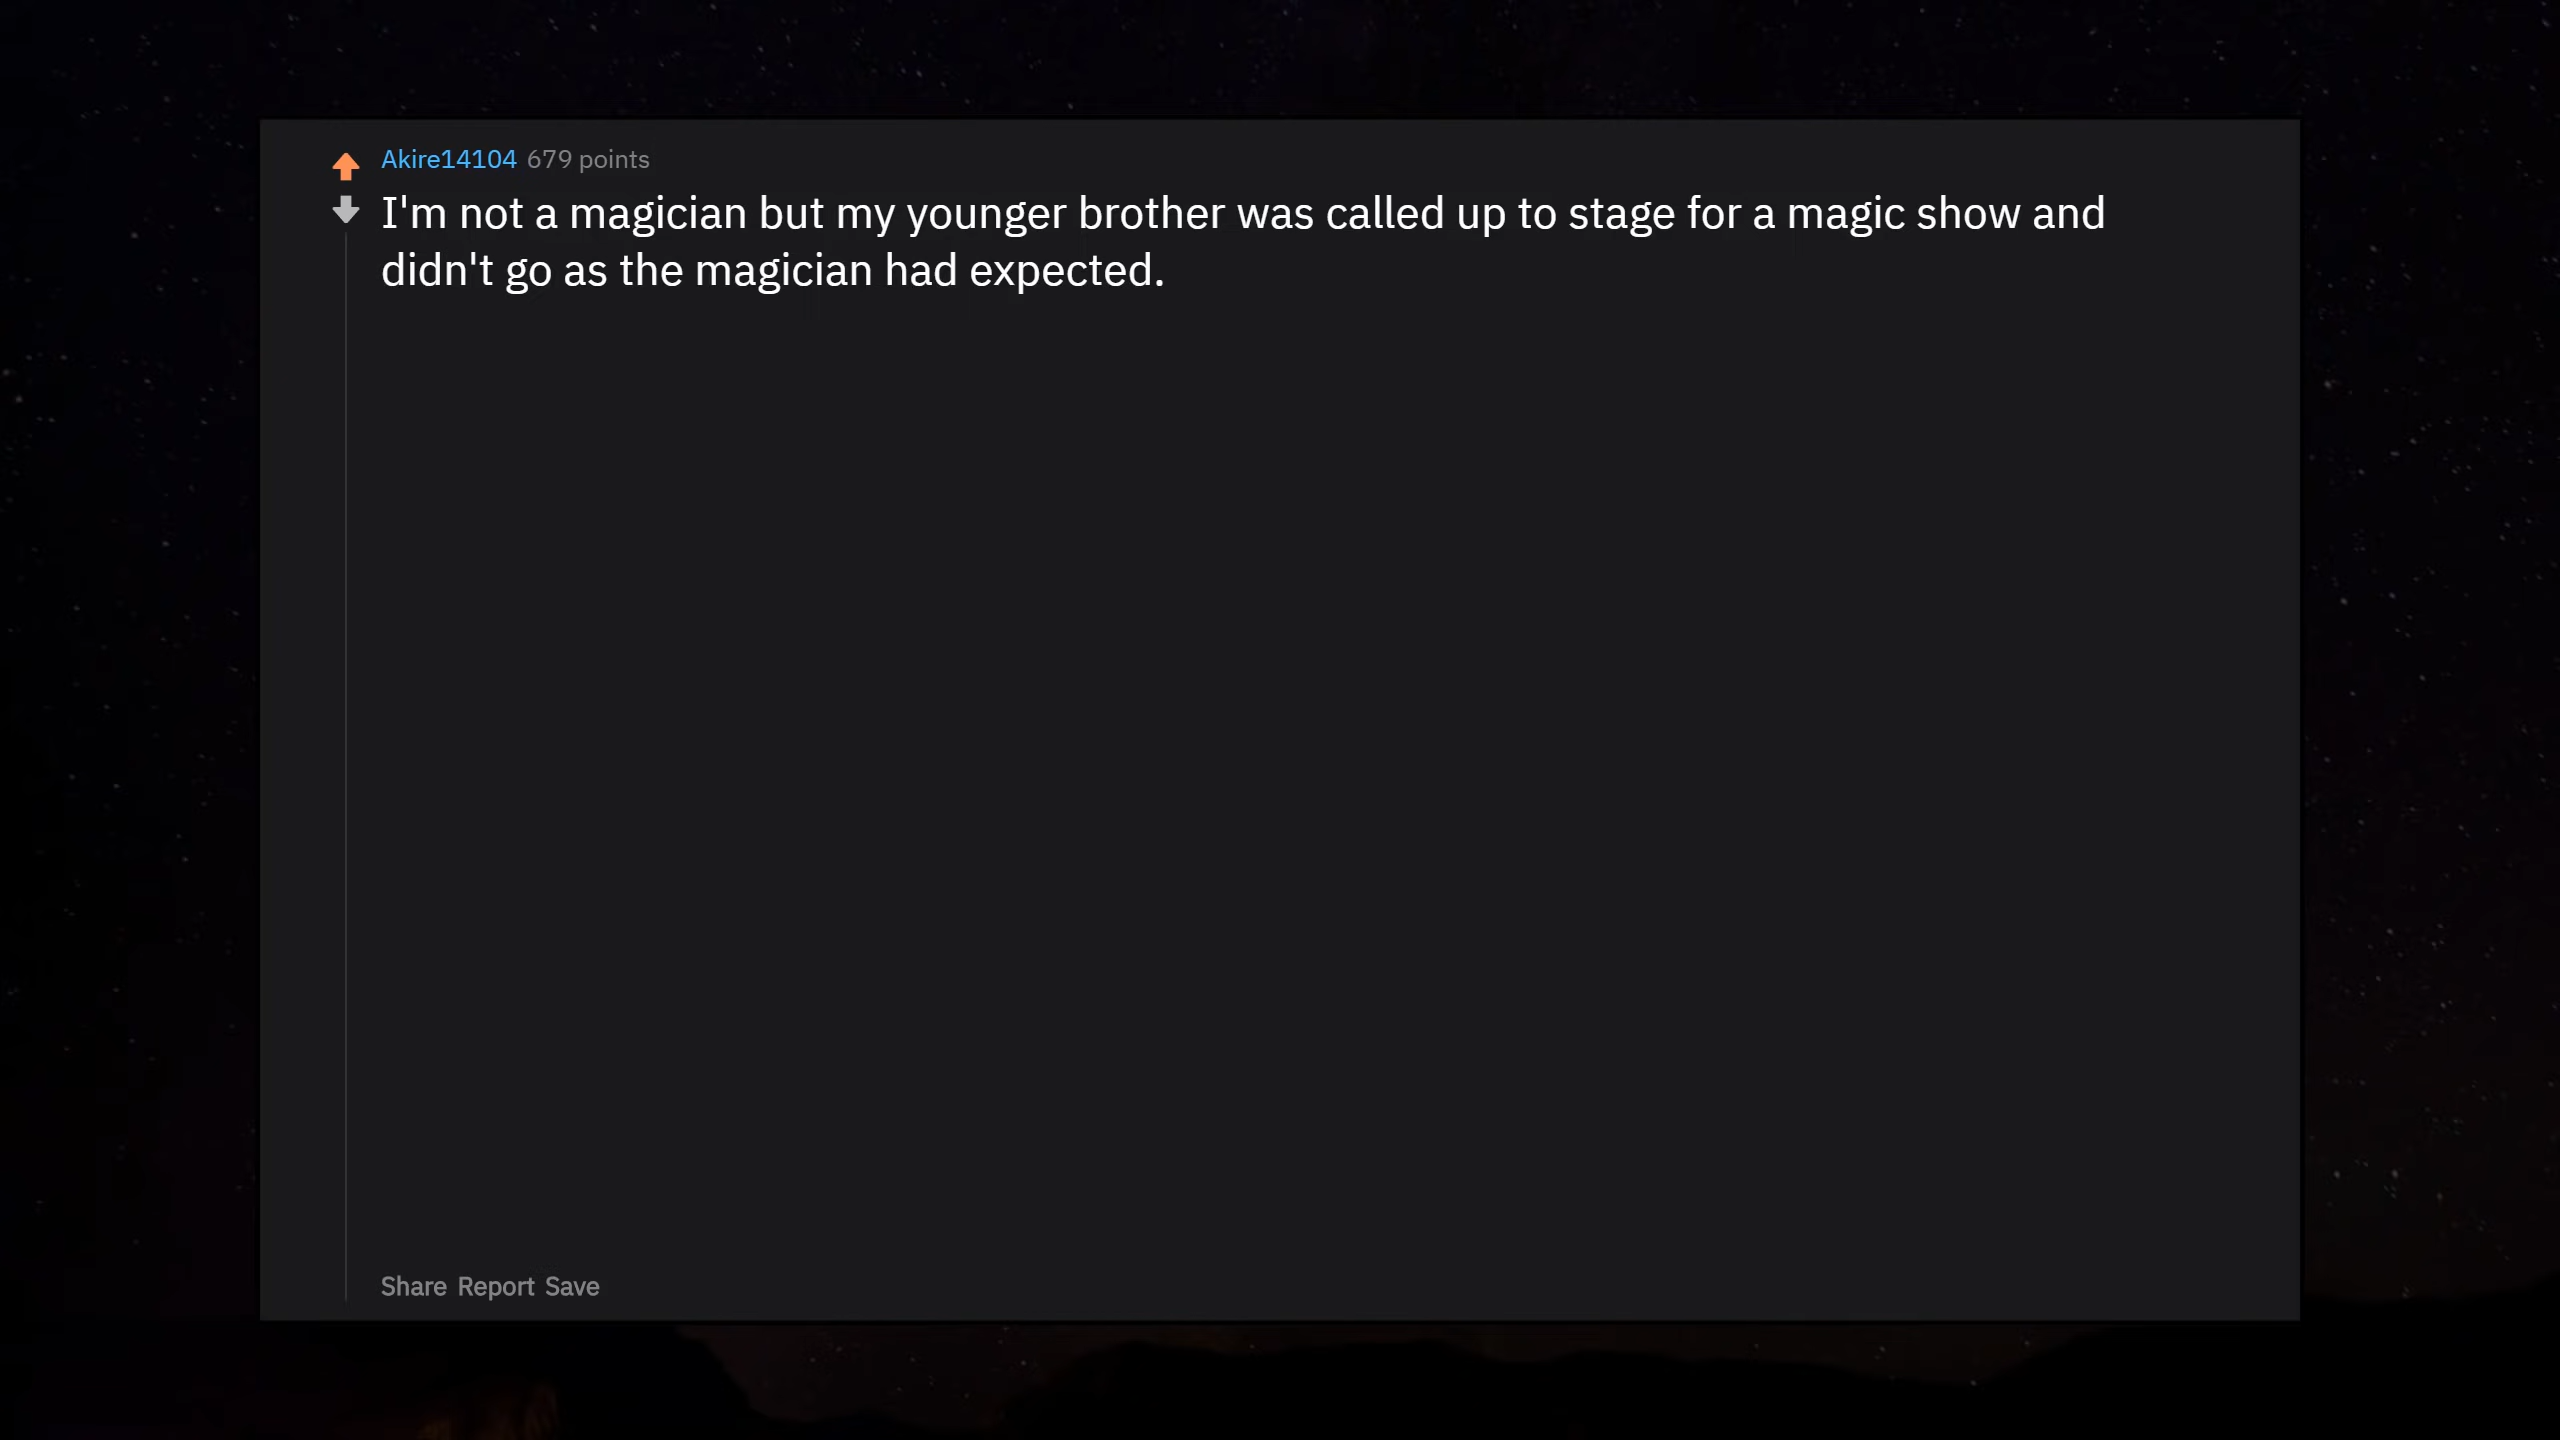 Akire14104 679 points
I'm not a magician but my younger brother was called up to stage for a magic show and
didn't go as the magician had expected.
Share Report Save